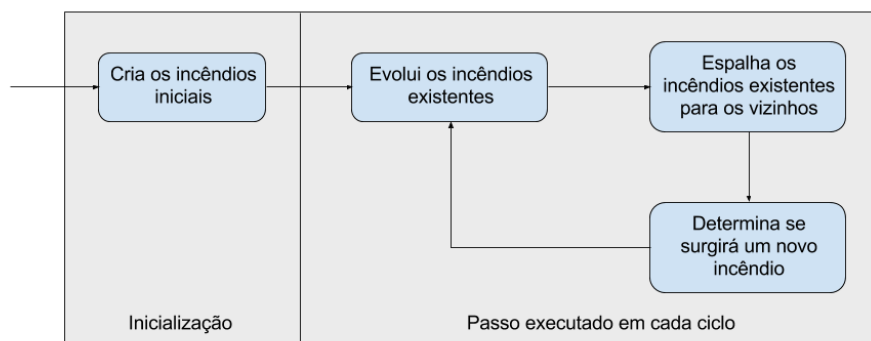 Cria os incêndios
iniciais
Evolui os incêndios
existentes
Espalha os
incêndios existentes
para os vizinhos
Determina se
surgirá um novo
incêndio
Inicialização
Passo executado em cada ciclo